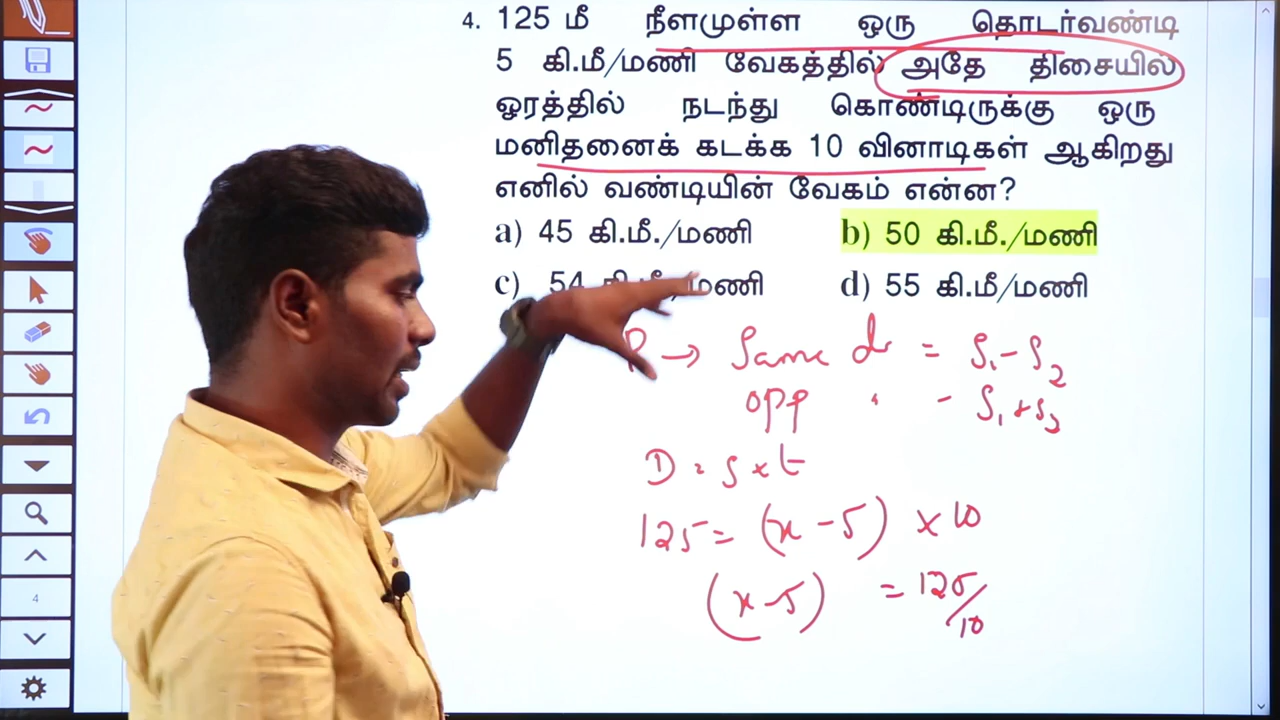 4. 125 மீ நீளமுள்ள ஒரு தொடர்வண்டி
5 கி.மீ/மணி வேகத்தில் அதே திசையில்
ஓரத்தில் நடந்து கொண்டிருக்கு ஒரு
மனிதனைக் கடக்க 10 வினாடிகள் ஆகிறது
எனில் வண்டியின் வேகம் என்ன?
a) 45 கி.மீ./மணி b) 50 கி.மீ./மணி
c) 54 கி.மீ/மணி d) 55 கி.மீ/மணி
R → Same dr = S₁ - S₂
opp " - S₁ + S₂
D = S x t
125 = (x - 5) x 10
(x - 5) = 125/10
4